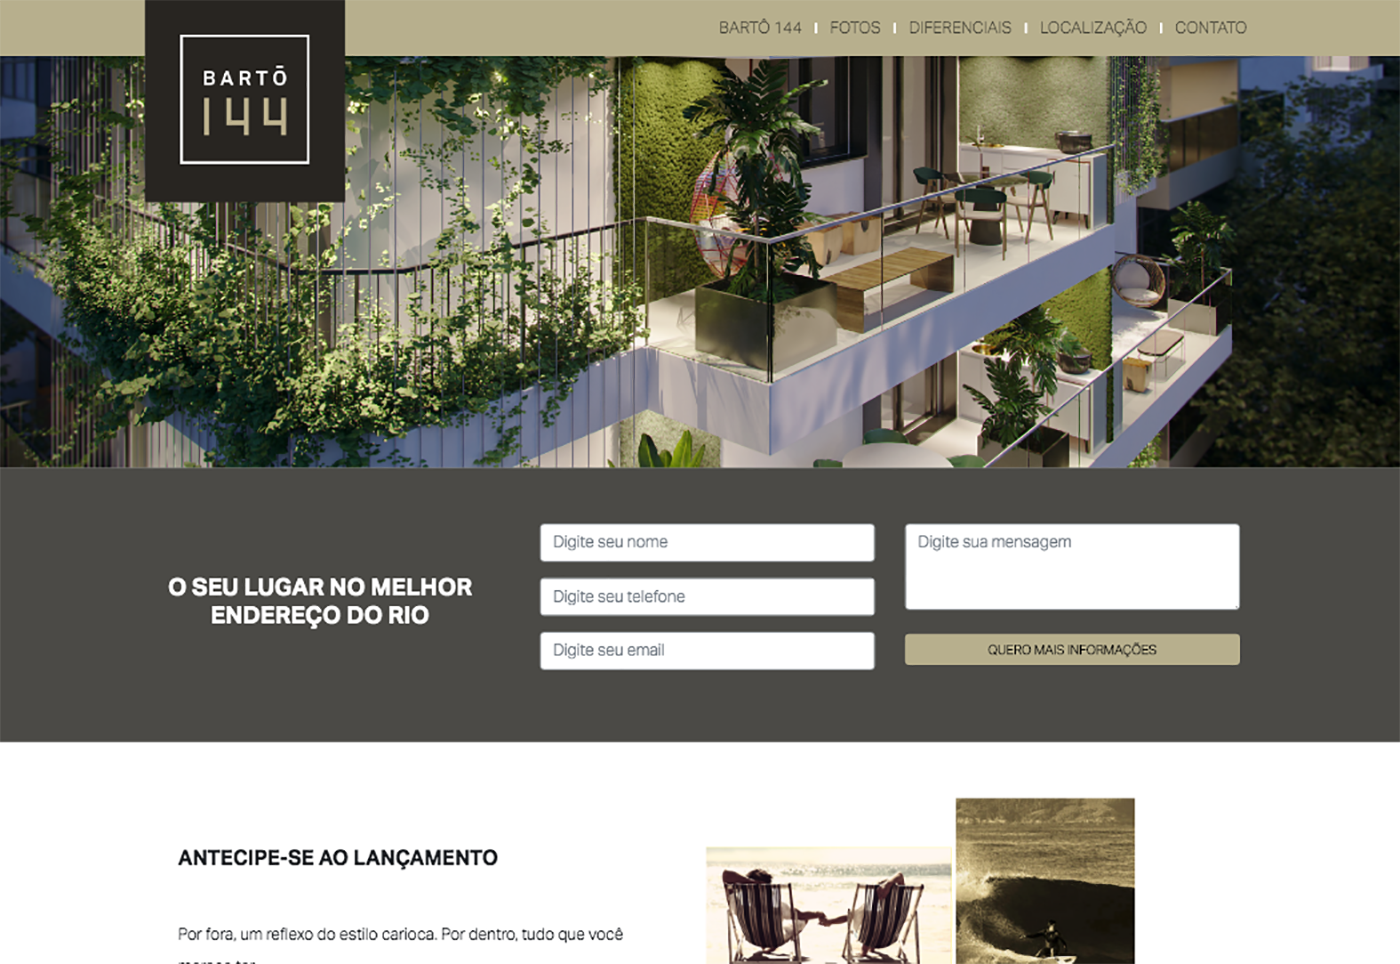 BARTÔ 144
FOTOS
DIFERENCIAIS
LOCALIZAÇÃO
CONTATO
BARTÔ
144
O SEU LUGAR NO MELHOR
ENDEREÇO DO RIO
Digite seu nome
Digite seu telefone
Digite seu email
Digite sua mensagem
QUERO MAIS INFORMAÇÕES
ANTECIPE-SE AO LANÇAMENTO
Por fora, um reflexo do estilo carioca. Por dentro, tudo que você